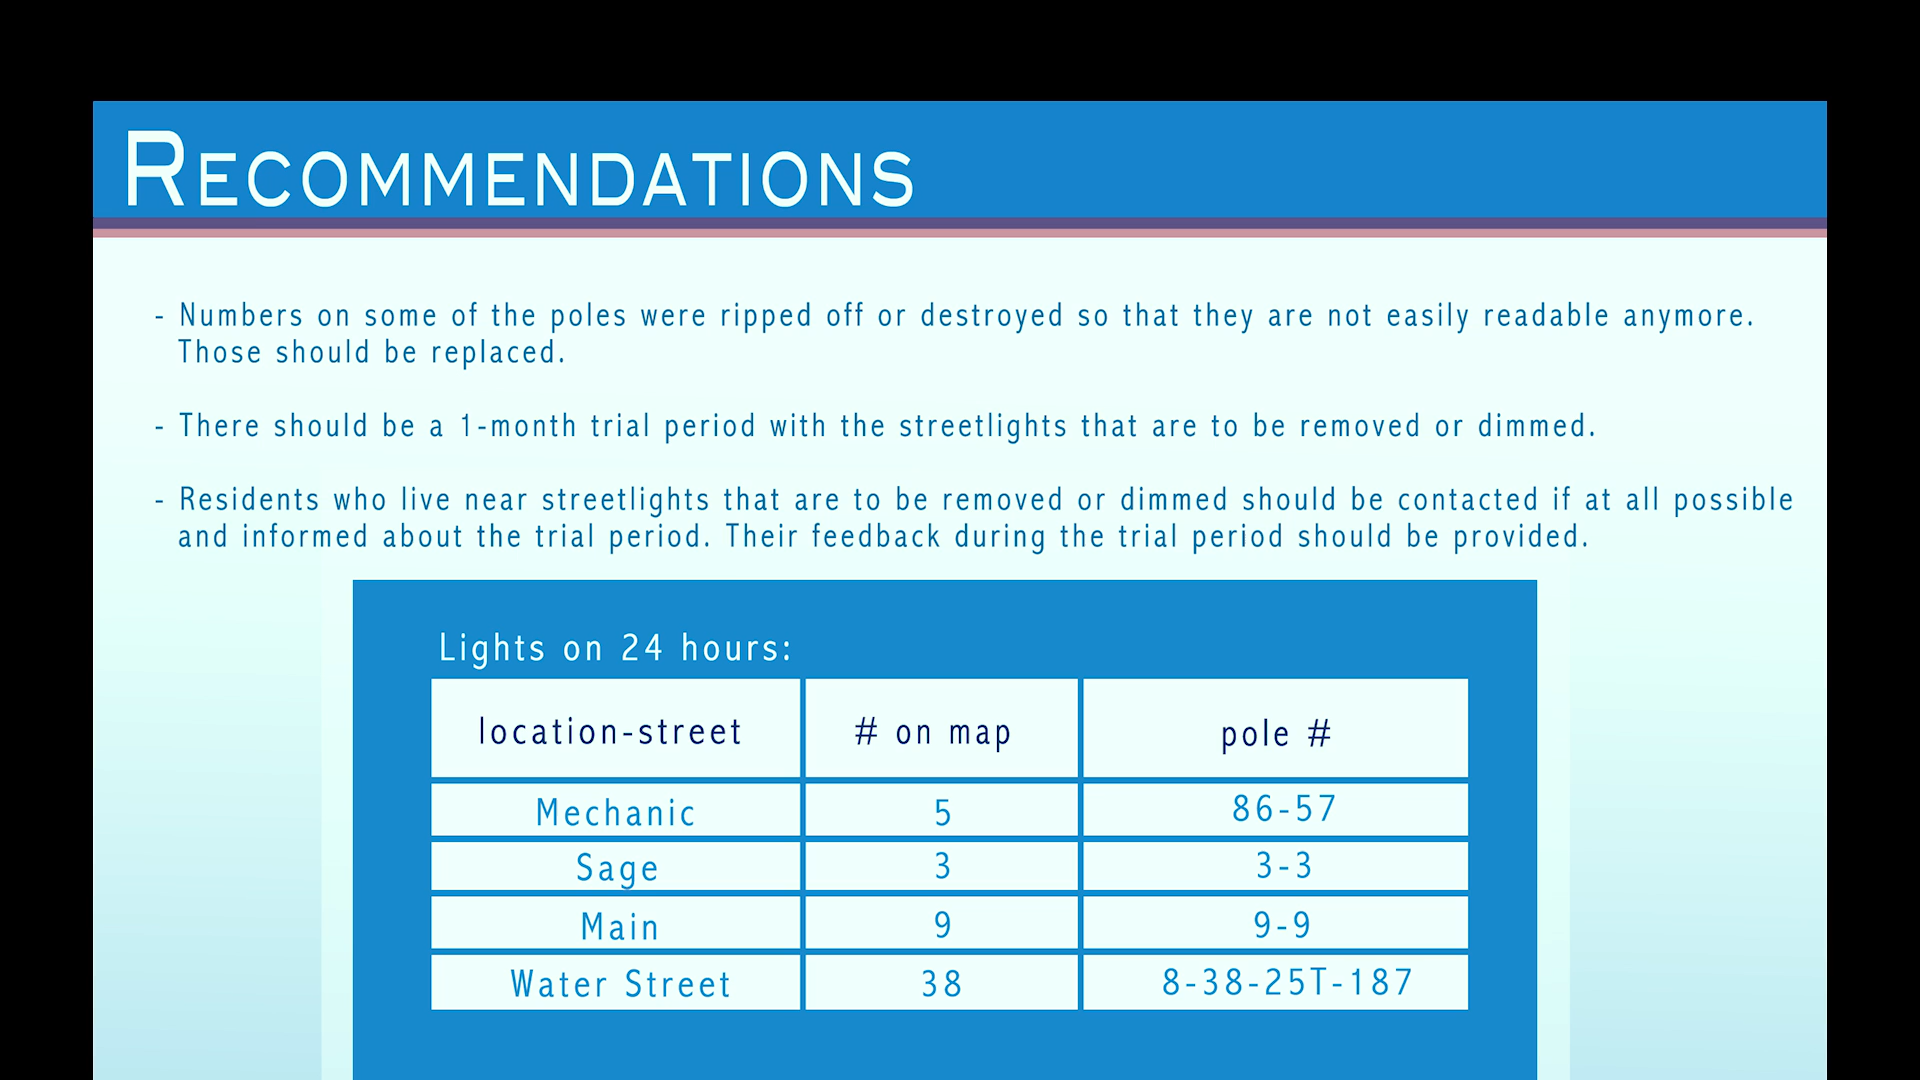 RECOMMENDATIONS
- Numbers on some of the poles were ripped off or destroyed so that they are not easily readable anymore.
Those should be replaced.
- There should be a 1-month trial period with the streetlights that are to be removed or dimmed.
- Residents who live near streetlights that are to be removed or dimmed should be contacted if at all possible
and informed about the trial period. Their feedback during the trial period should be provided.
Lights on 24 hours:
location-street # on map pole #
Mechanic 5 86-57
Sage 3 3-3
Main 9 9-9
Water Street 38 8-38-25T-187